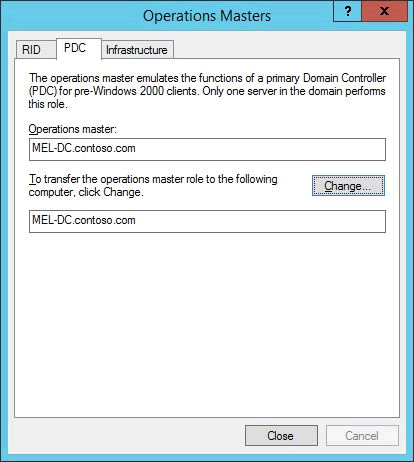 Operations Masters
? x
RID PDC Infrastructure
The operations master emulates the functions of a primary Domain Controller
(PDC) for pre-Windows 2000 clients. Only one server in the domain performs
this role.
Operations master:
MEL-DC.contoso.com
To transfer the operations master role to the following
computer, click Change.
Change...
MEL-DC.contoso.com
Close Cancel